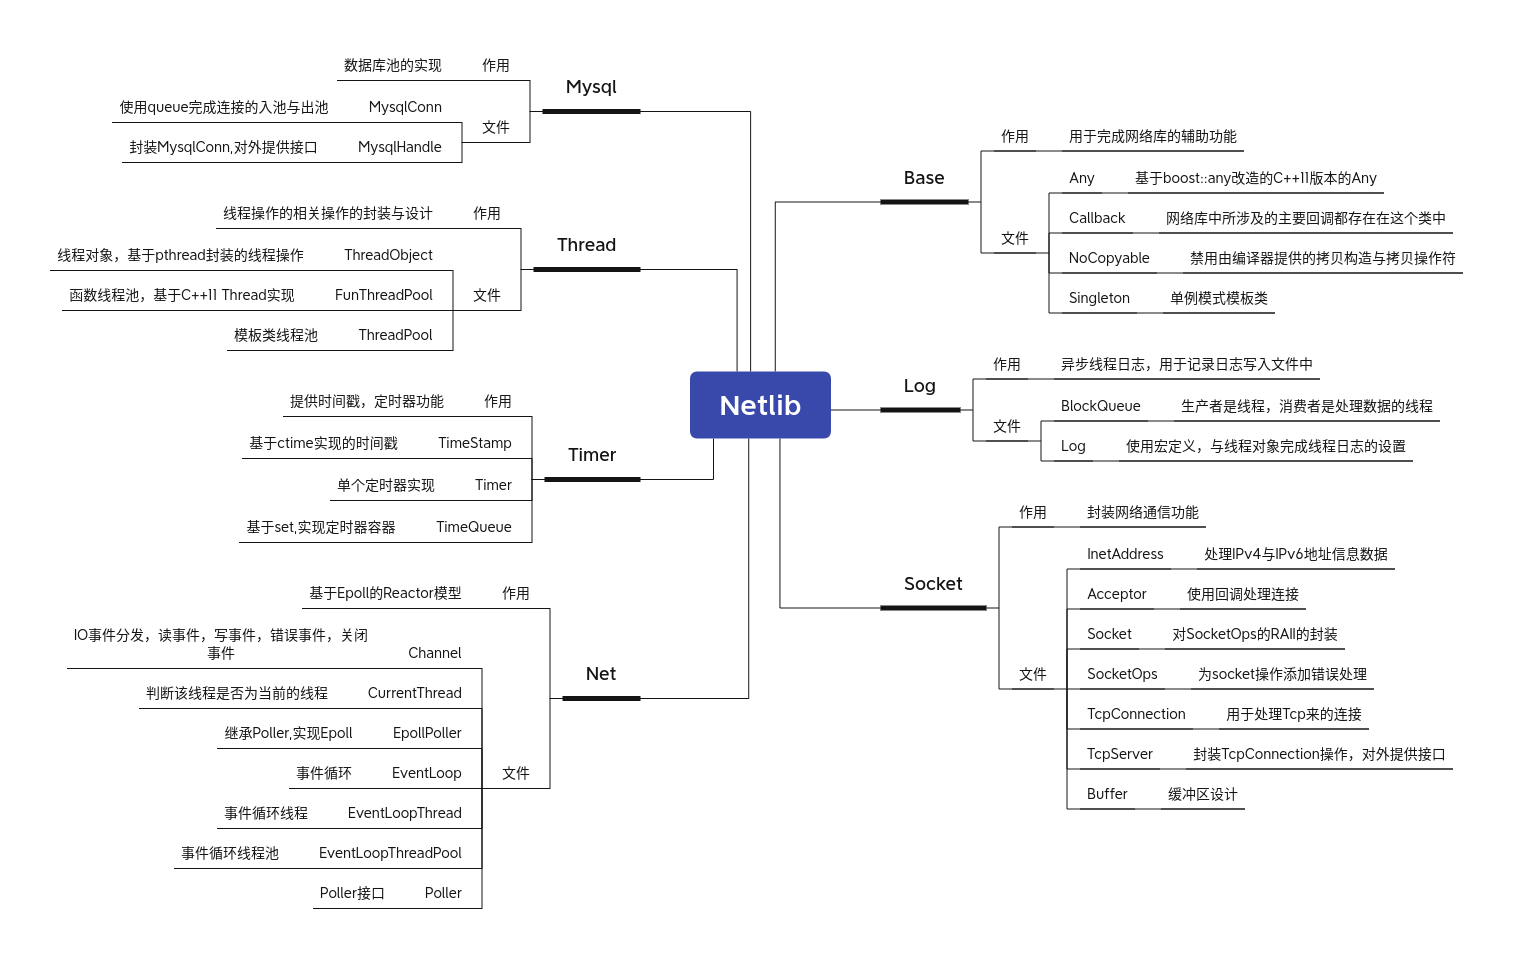 Netlib
Mysql
作用
数据库池的实现
文件
MysqlConn
使用queue完成连接的入池与出池
MysqlHandle
封装MysqlConn,对外提供接口
Thread
作用
线程操作的相关操作的封装与设计
文件
ThreadObject
线程对象，基于pthread封装的线程操作
FunThreadPool
函数线程池，基于C++11 Thread实现
ThreadPool
模板类线程池
Timer
作用
提供时间戳，定时器功能
TimeStamp
基于ctime实现的时间戳
Timer
单个定时器实现
TimeQueue
基于set,实现定时器容器
Net
作用
基于Epoll的Reactor模型
文件
Channel
IO事件分发，读事件，写事件，错误事件，关闭
事件
CurrentThread
判断该线程是否为当前的线程
EpollPoller
继承Poller,实现Epoll
EventLoop
事件循环
EventLoopThread
事件循环线程
EventLoopThreadPool
事件循环线程池
Poller
Poller接口
Base
作用
用于完成网络库的辅助功能
文件
Any
基于boost::any改造的C++11版本的Any
Callback
网络库中所涉及的主要回调都存在在这个类中
NoCopyable
禁用由编译器提供的拷贝构造与拷贝操作符
Singleton
单例模式模板类
Log
作用
异步线程日志，用于记录日志写入文件中
文件
BlockQueue
生产者是线程，消费者是处理数据的线程
Log
使用宏定义，与线程对象完成线程日志的设置
Socket
作用
封装网络通信功能
文件
InetAddress
处理IPv4与IPv6地址信息数据
Acceptor
使用回调处理连接
Socket
对SocketOps的RAII的封装
SocketOps
为socket操作添加错误处理
TcpConnection
用于处理Tcp来的连接
TcpServer
封装TcpConnection操作，对外提供接口
Buffer
缓冲区设计